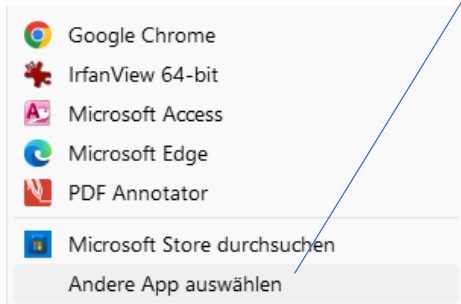 Google Chrome
IrfanView 64-bit
Microsoft Access
Microsoft Edge
PDF Annotator
Microsoft Store durchsuchen
Andere App auswählen